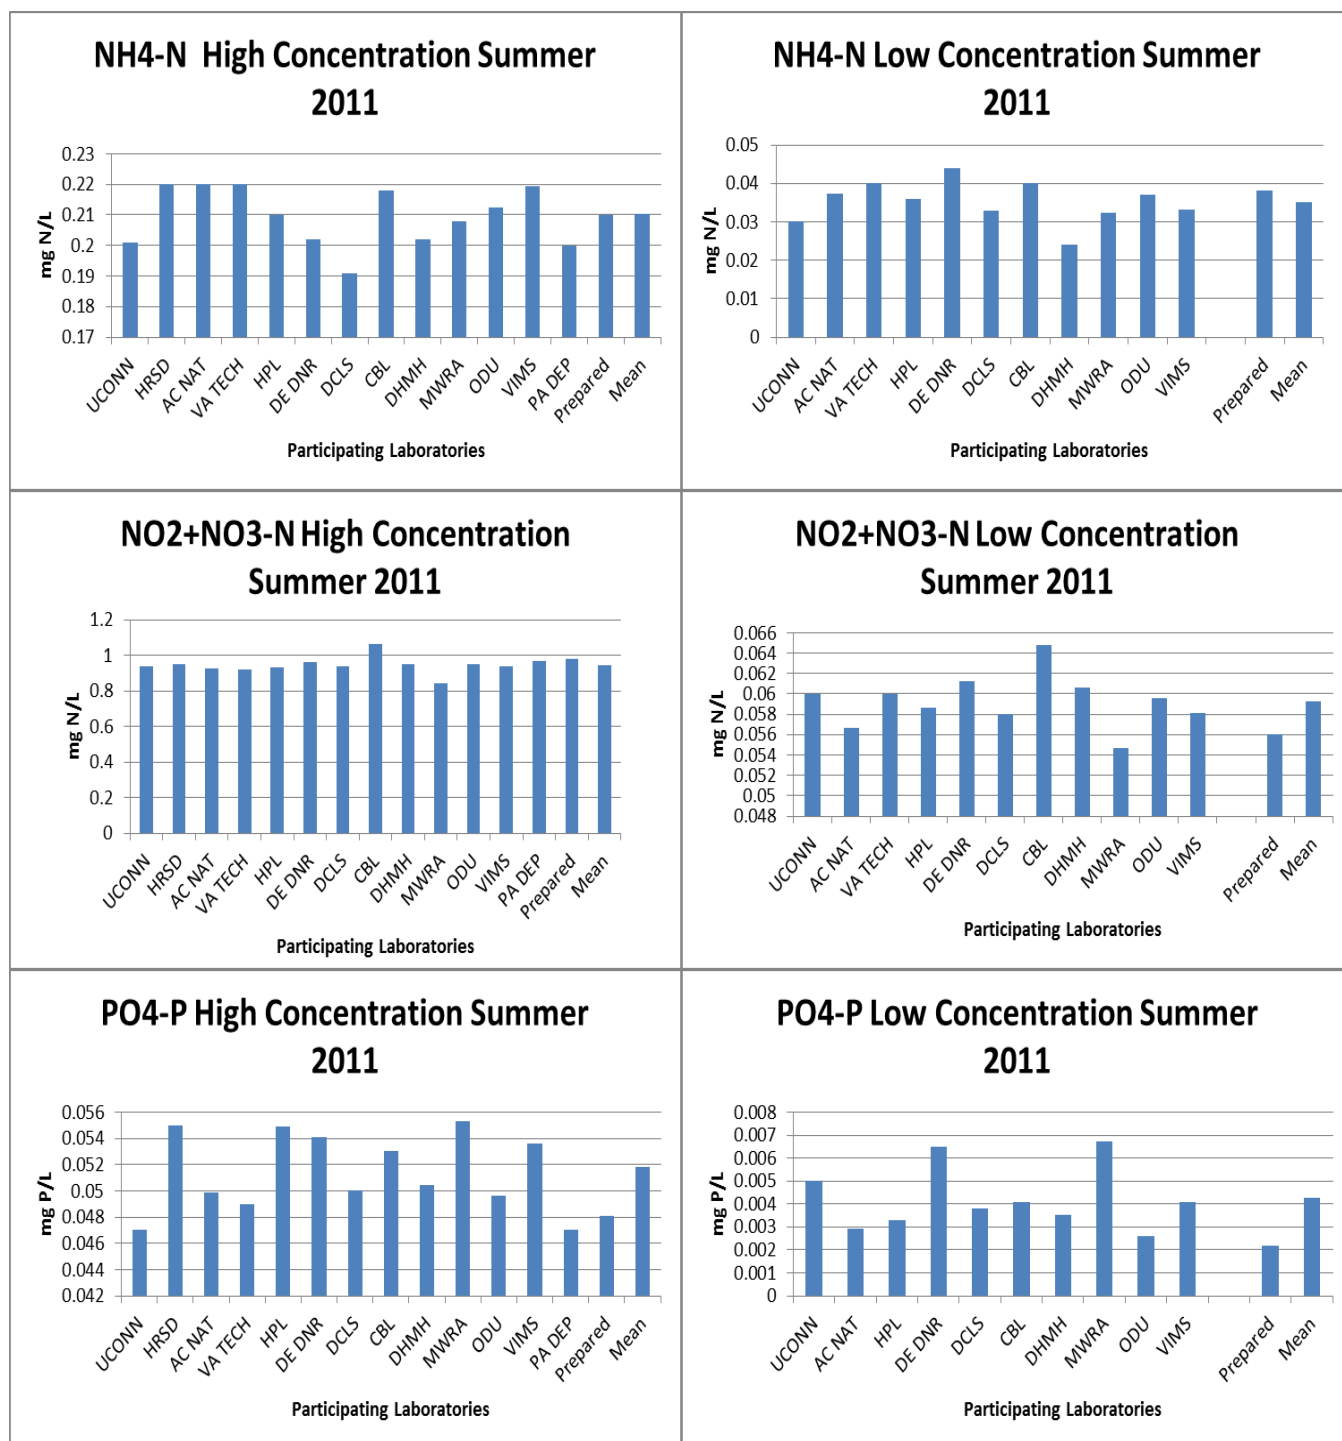 NH4-N High Concentration Summer
2011
mg N/L
0.23
0.22
0.21
0.2
0.19
0.18
0.17
UCONN
HRSD
AC NAT
VA TECH
HPL
DE DNR
DCLS
CBL
DHMH
MWRA
ODU
VIMS
PA DEP
Prepared
Mean
Participating Laboratories
NH4-N Low Concentration Summer
2011
mg N/L
0.05
0.04
0.03
0.02
0.01
0
UCONN
AC NAT
VA TECH
HPL
DE DNR
DCLS
CBL
DHMH
MWRA
ODU
VIMS
Prepared
Mean
Participating Laboratories
NO2+NO3-N High Concentration
Summer 2011
mg N/L
1.2
1
0.8
0.6
0.4
0.2
0
UCONN
HRSD
AC NAT
VA TECH
HPL
DE DNR
DCLS
CBL
DHMH
MWRA
ODU
VIMS
PA DEP
Prepared
Mean
Participating Laboratories
NO2+NO3-N Low Concentration
Summer 2011
mg N/L
0.066
0.064
0.062
0.06
0.058
0.056
0.054
0.052
0.05
0.048
UCONN
AC NAT
VA TECH
HPL
DE DNR
DCLS
CBL
DHMH
MWRA
ODU
VIMS
Prepared
Mean
Participating Laboratories
PO4-P High Concentration Summer
2011
mg P/L
0.056
0.054
0.052
0.05
0.048
0.046
0.044
0.042
UCONN
HRSD
AC NAT
VA TECH
HPL
DE DNR
DCLS
CBL
DHMH
MWRA
ODU
VIMS
PA DEP
Prepared
Mean
Participating Laboratories
PO4-P Low Concentration Summer
2011
mg P/L
0.008
0.007
0.006
0.005
0.004
0.003
0.002
0.001
0
UCONN
AC NAT
HPL
DE DNR
DCLS
CBL
DHMH
MWRA
ODU
VIMS
Prepared
Mean
Participating Laboratories